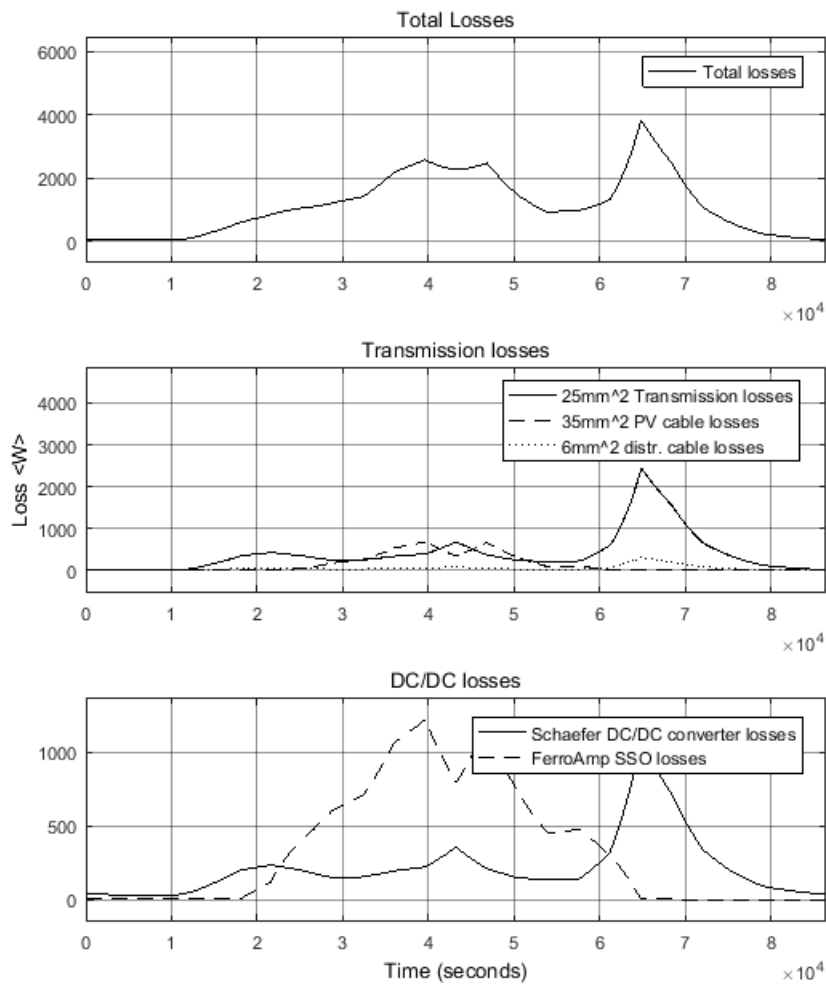 Total Losses
6000
4000
2000
0
Total losses
0 1 2 3 4 5 6 7 8
×10^4
Transmission losses
Loss <W>
4000
3000
2000
1000
0
25mm^2 Transmission losses
35mm^2 PV cable losses
6mm^2 distr. cable losses
0 1 2 3 4 5 6 7 8
×10^4
DC/DC losses
1000
500
0
Schaefer DC/DC converter losses
FerroAmp SSO losses
0 1 2 3 4 5 6 7 8
Time (seconds)
×10^4